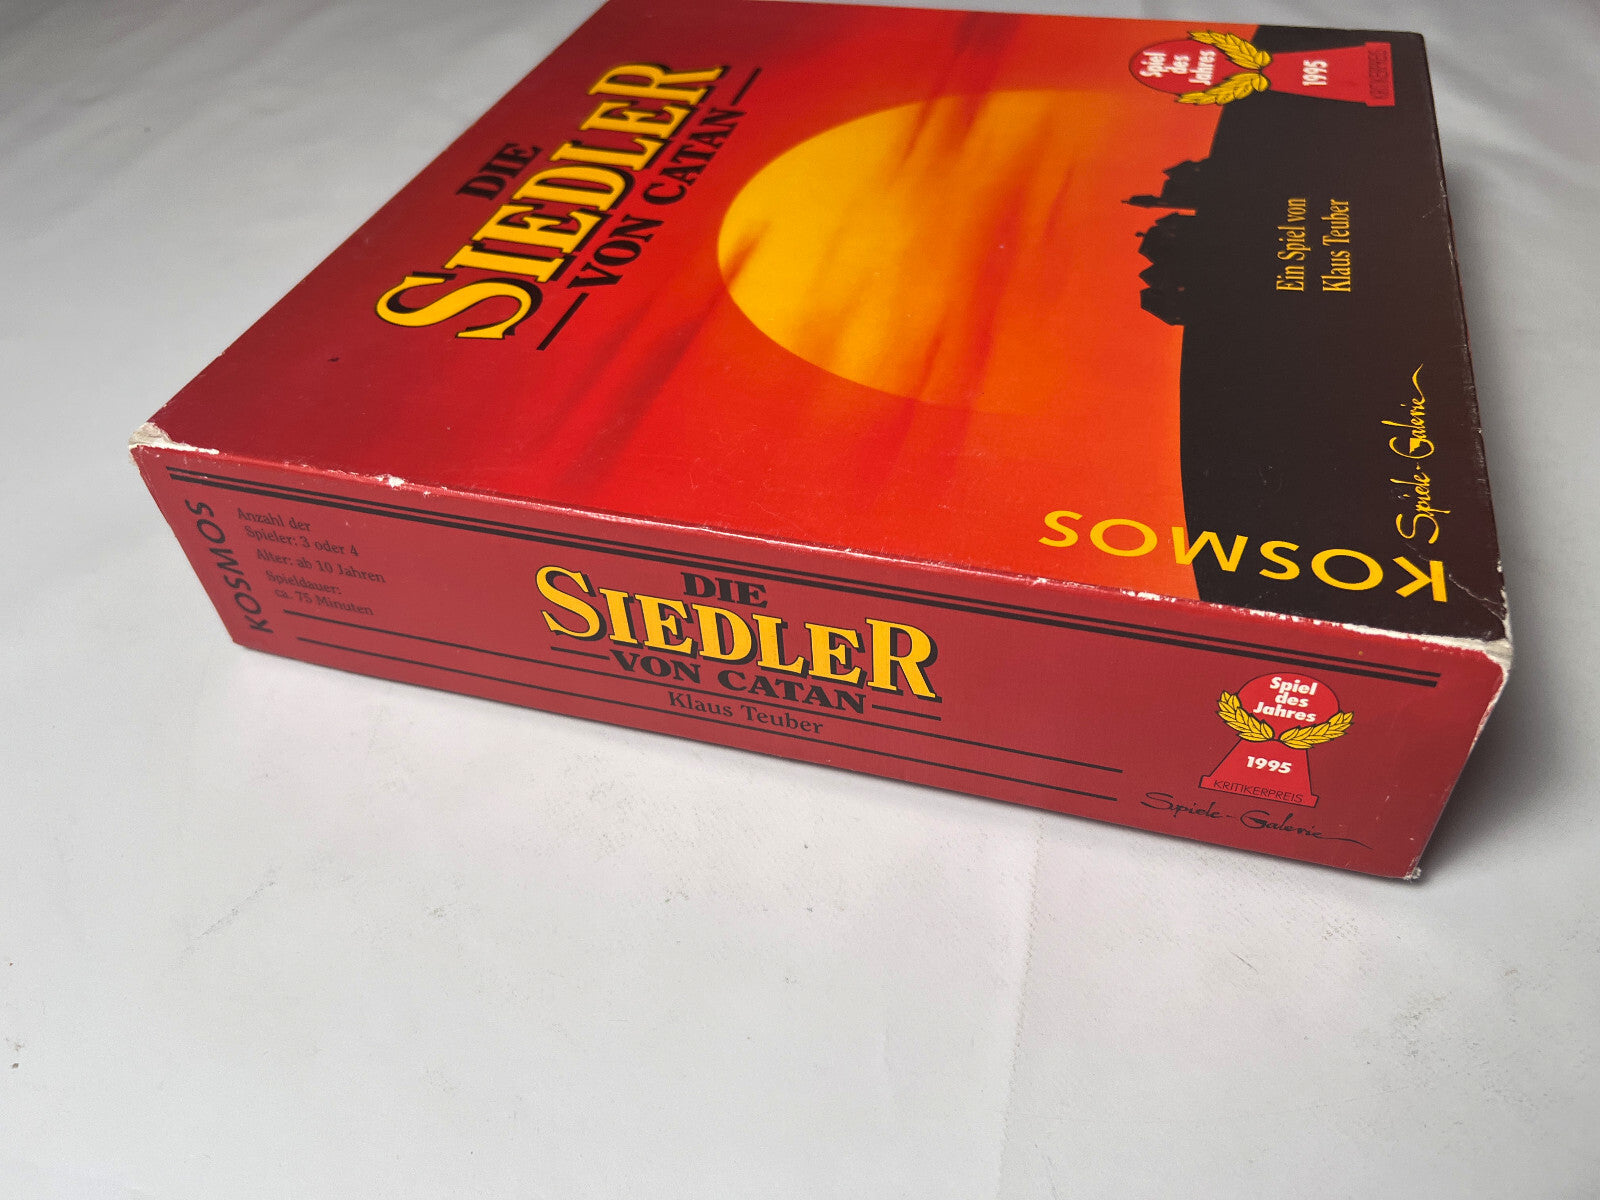 DIE
SIEDLER
VON CATAN
Spiel
des
Jahres
1995
KRITIKERPREIS
Ein Spiel von
Klaus Teuber
KOSMOS
Spiele-Galerie
KOSMOS
Anzahl der
Spieler: 3 oder 4
Alter: ab 10 Jahren
Spieldauer:
ca. 75 Minuten
DIE
SIEDLER
VON CATAN
Klaus Teuber
Spiel
des
Jahres
1995
KRITIKERPREIS
Spiele-Galerie